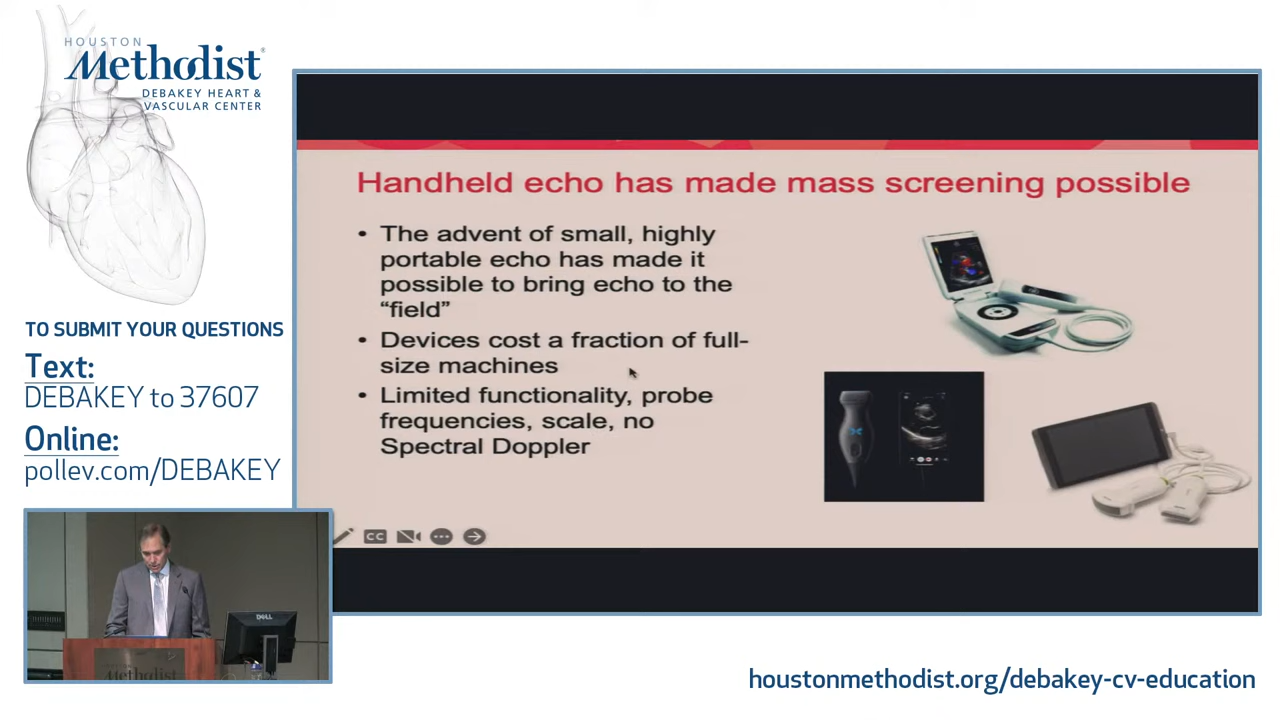 HOUSTON
Methodist®
DEBAKEY HEART &
VASCULAR CENTER
TO SUBMIT YOUR QUESTIONS
Text:
DEBAKEY to 37607
Online:
pollev.com/DEBAKEY
Handheld echo has made mass screening possible
• The advent of small, highly
portable echo has made it
possible to bring echo to the
“field”
• Devices cost a fraction of full-
size machines
• Limited functionality, probe
frequencies, scale, no
Spectral Doppler
CC
DELL
HOUSTON
Methodist
houstonmethodist.org/debakey-cv-education